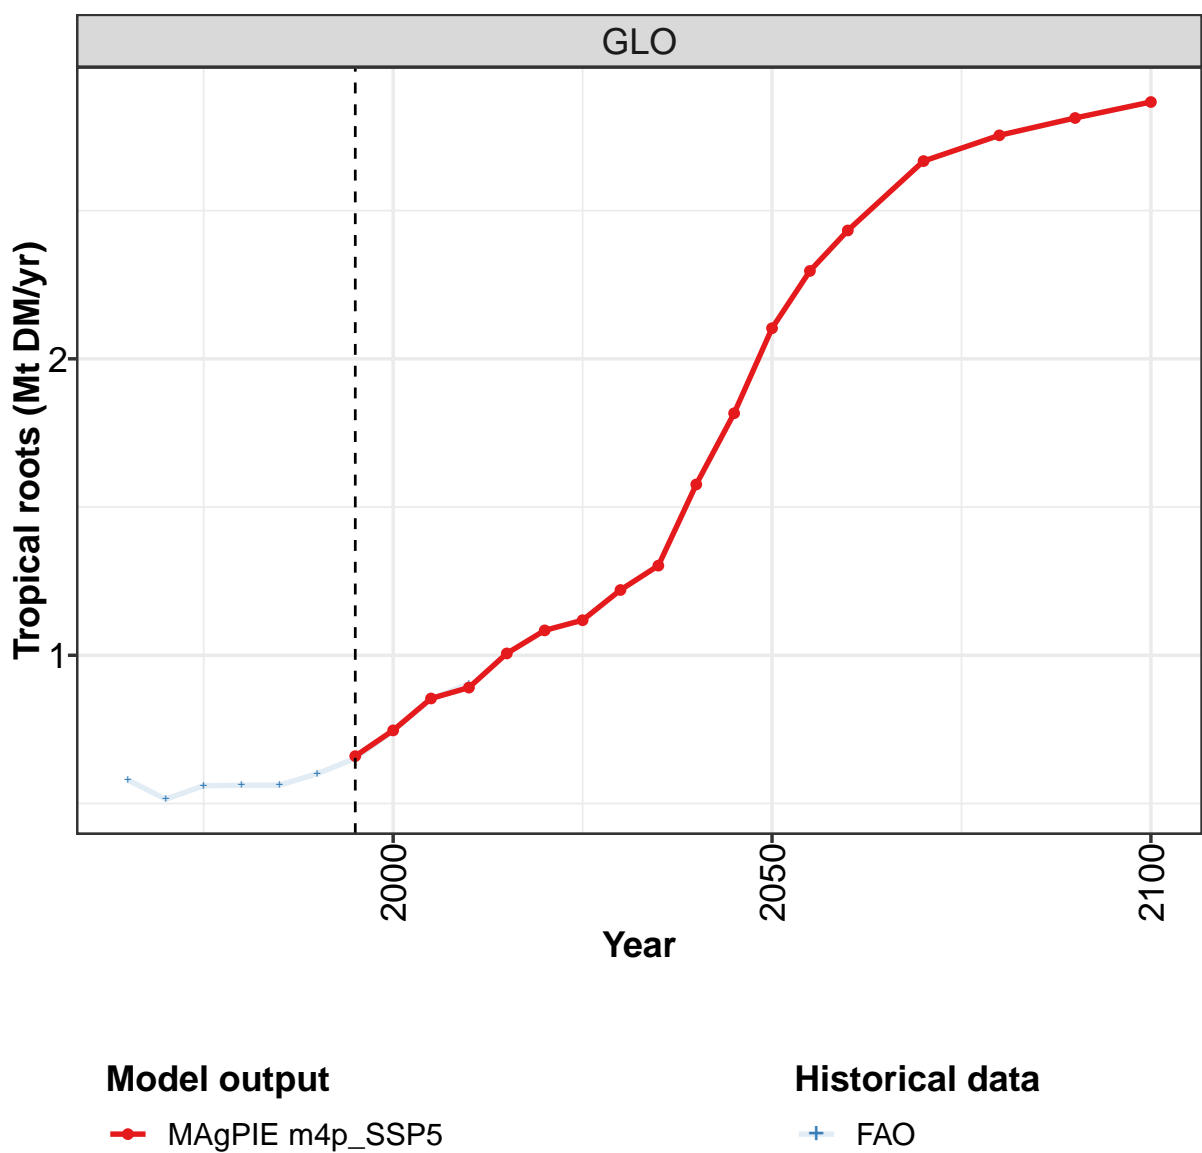 GLO
Tropical roots (Mt DM/yr)
2
1
2000
2050
2100
Year
Model output
MAgPIE m4p_SSP5
Historical data
FAO